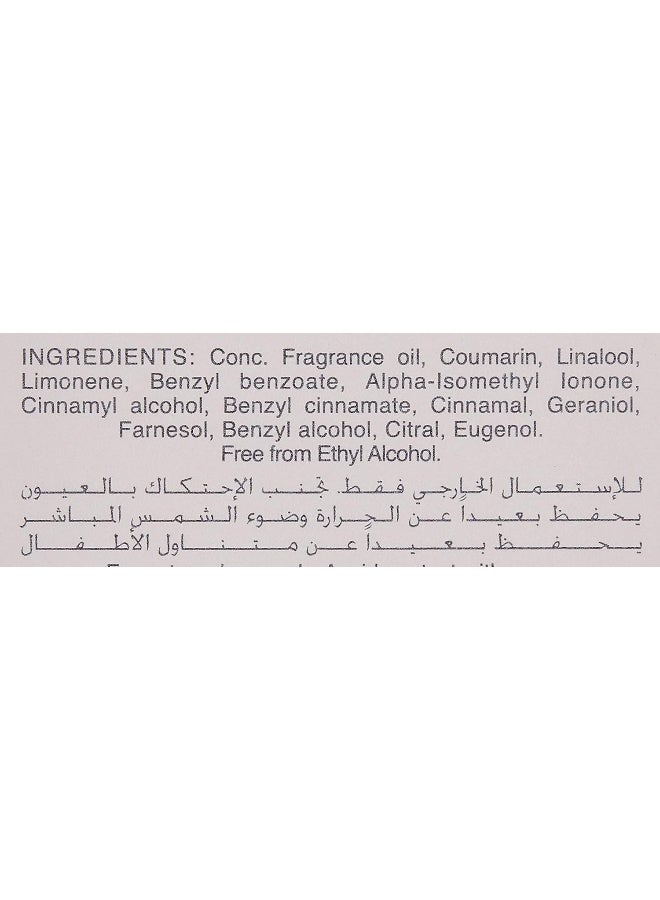 INGREDIENTS: Conc. Fragrance oil, Coumarin, Linalool,
Limonene, Benzyl benzoate, Alpha-Isomethyl Ionone,
Cinnamyl alcohol, Benzyl cinnamate, Cinnamal, Geraniol,
Farnesol, Benzyl alcohol, Citral, Eugenol.
Free from Ethyl Alcohol.
للإستعمال الخارجي فقط. تجنب الإحتكاك بالعيون
يحفظ بعيدا عن الحرارة وضوء الشمس المباشر
يحفظ بعيدا عن متناول الأطفال